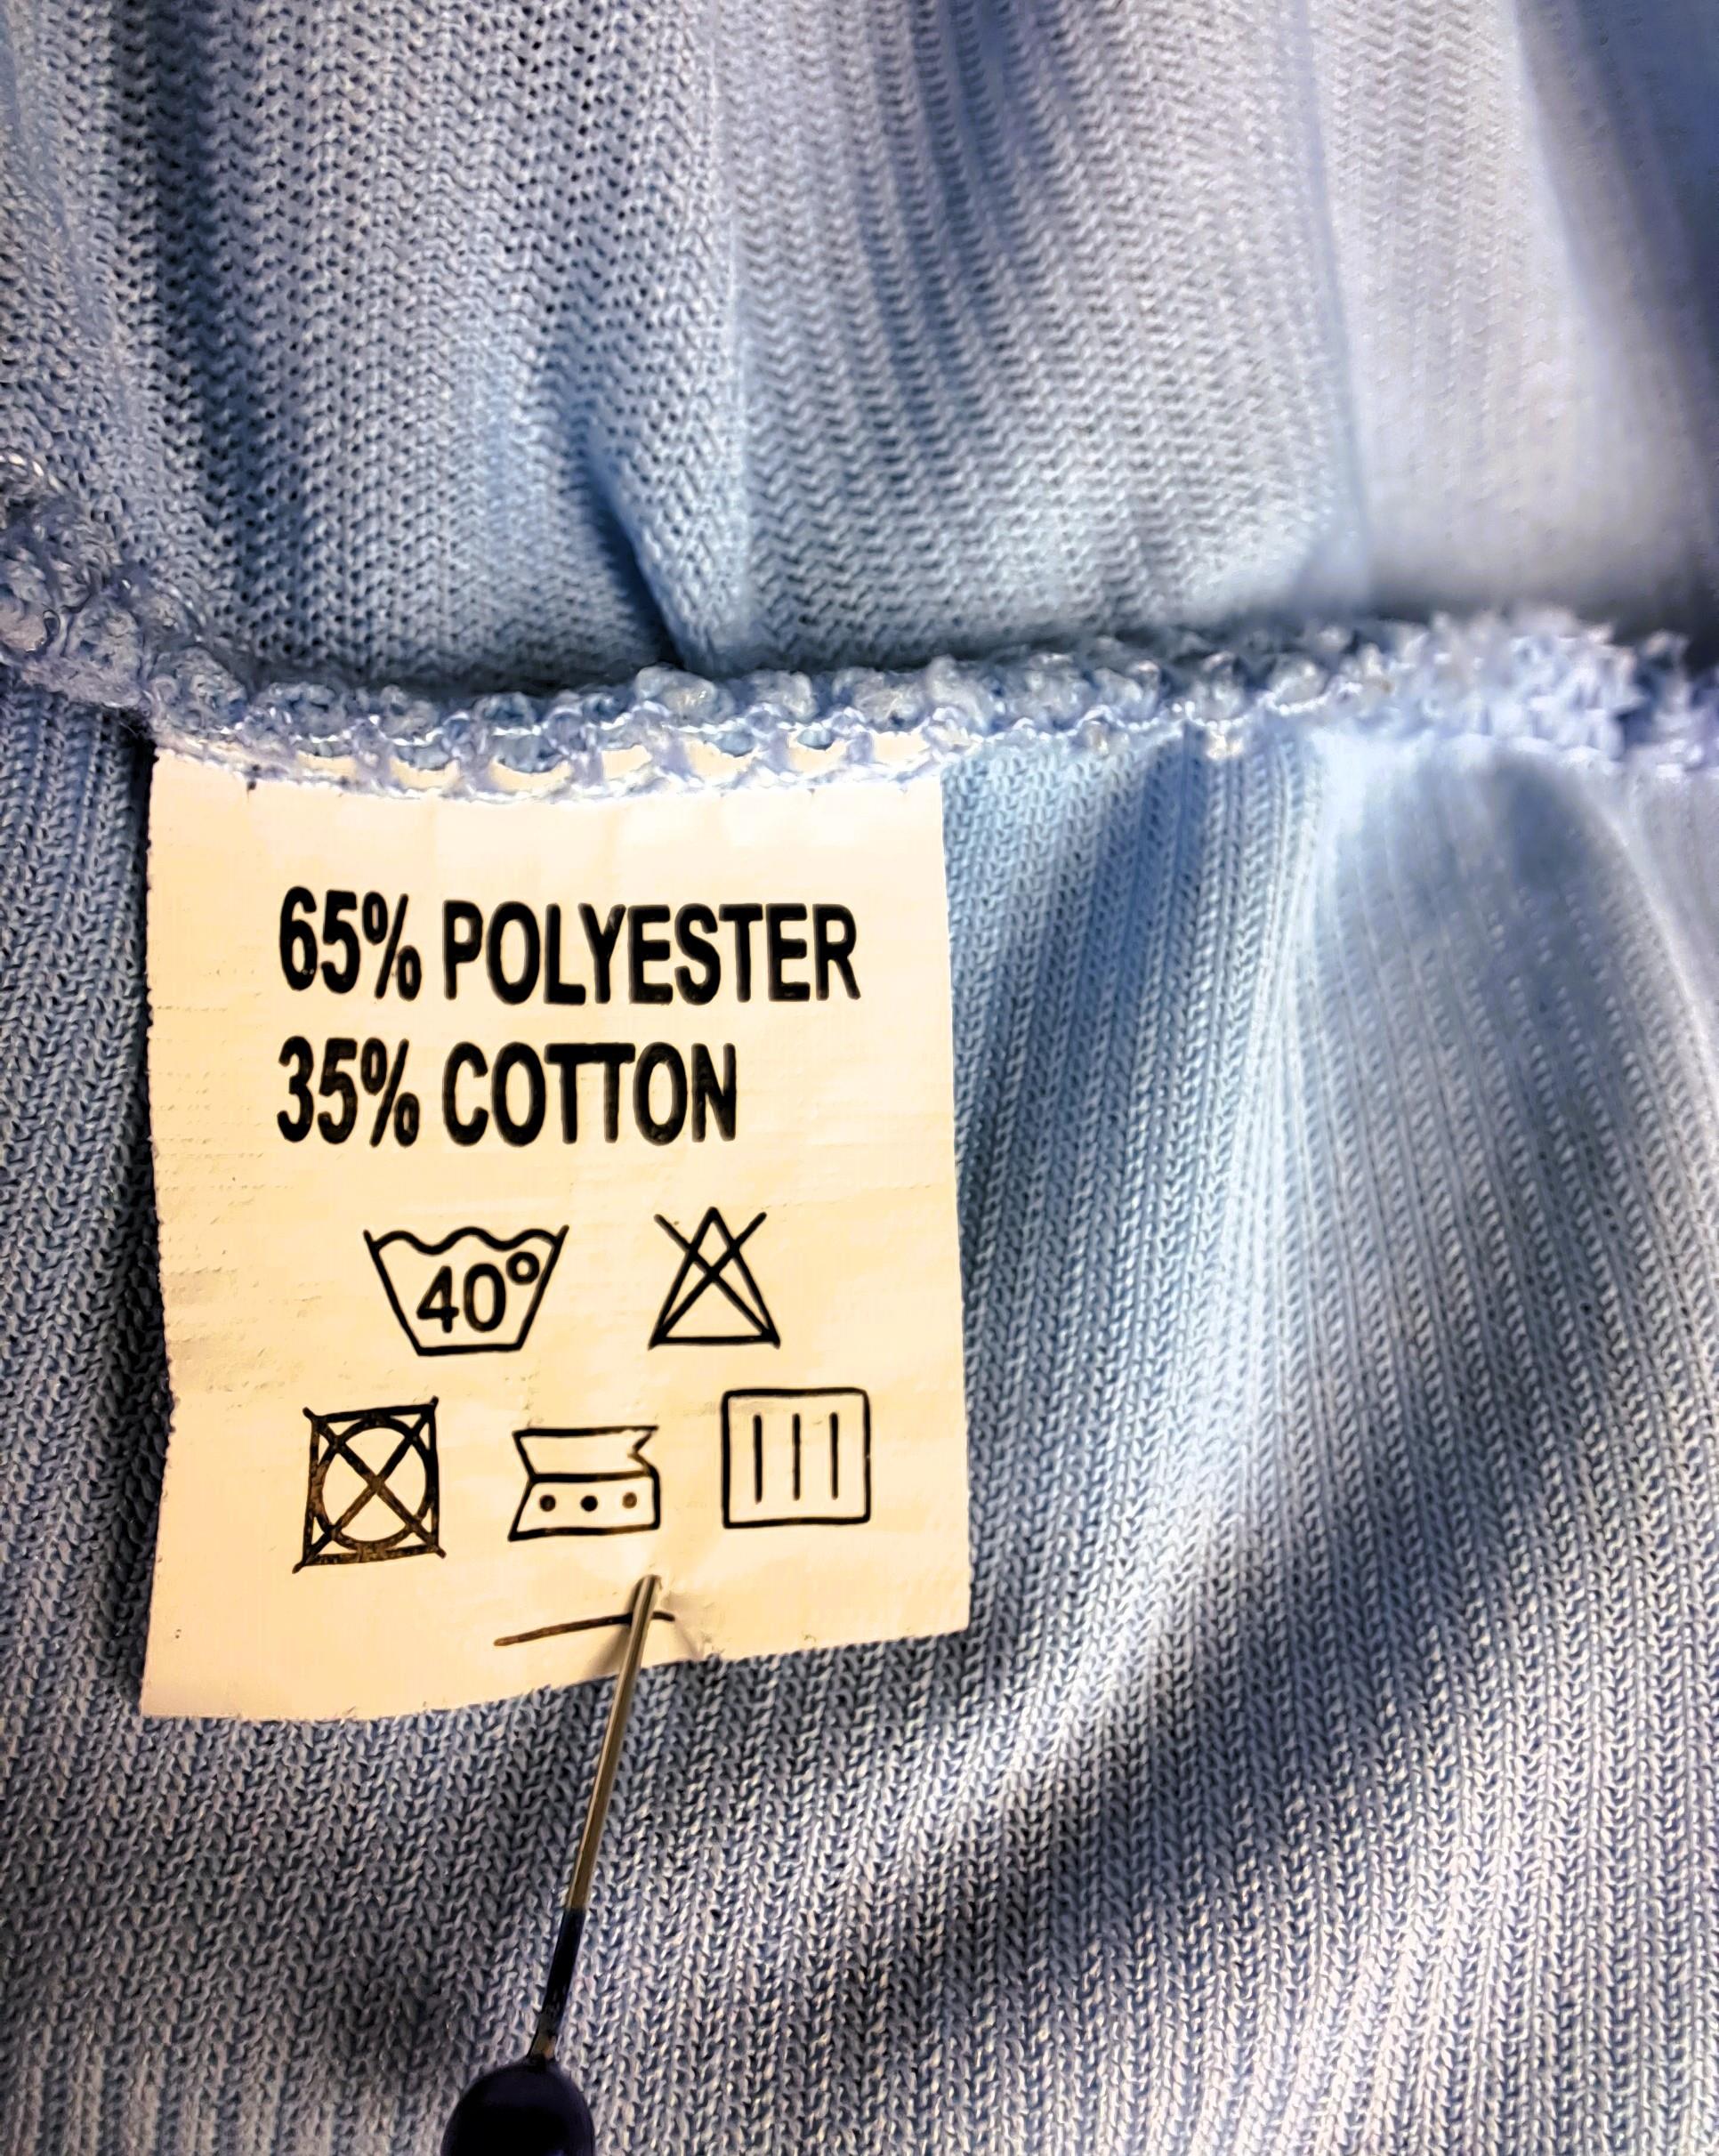 65% POLYESTER
35% COTTON
40°